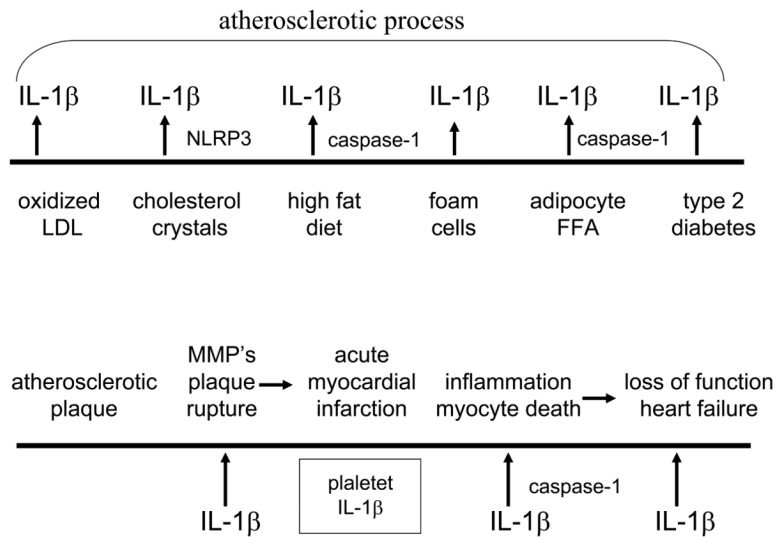 atherosclerotic process
IL-1β IL-1β IL-1β IL-1β IL-1β IL-1β
NLRP3 caspase-1 caspase-1
oxidized cholesterol high fat foam adipocyte type 2
LDL crystals diet cells FFA diabetes
MMP's acute
atherosclerotic plaque myocardial inflammation loss of function
plaque rupture infarction myocyte death heart failure
plaletet caspase-1
IL-1β
IL-1β IL-1β IL-1β